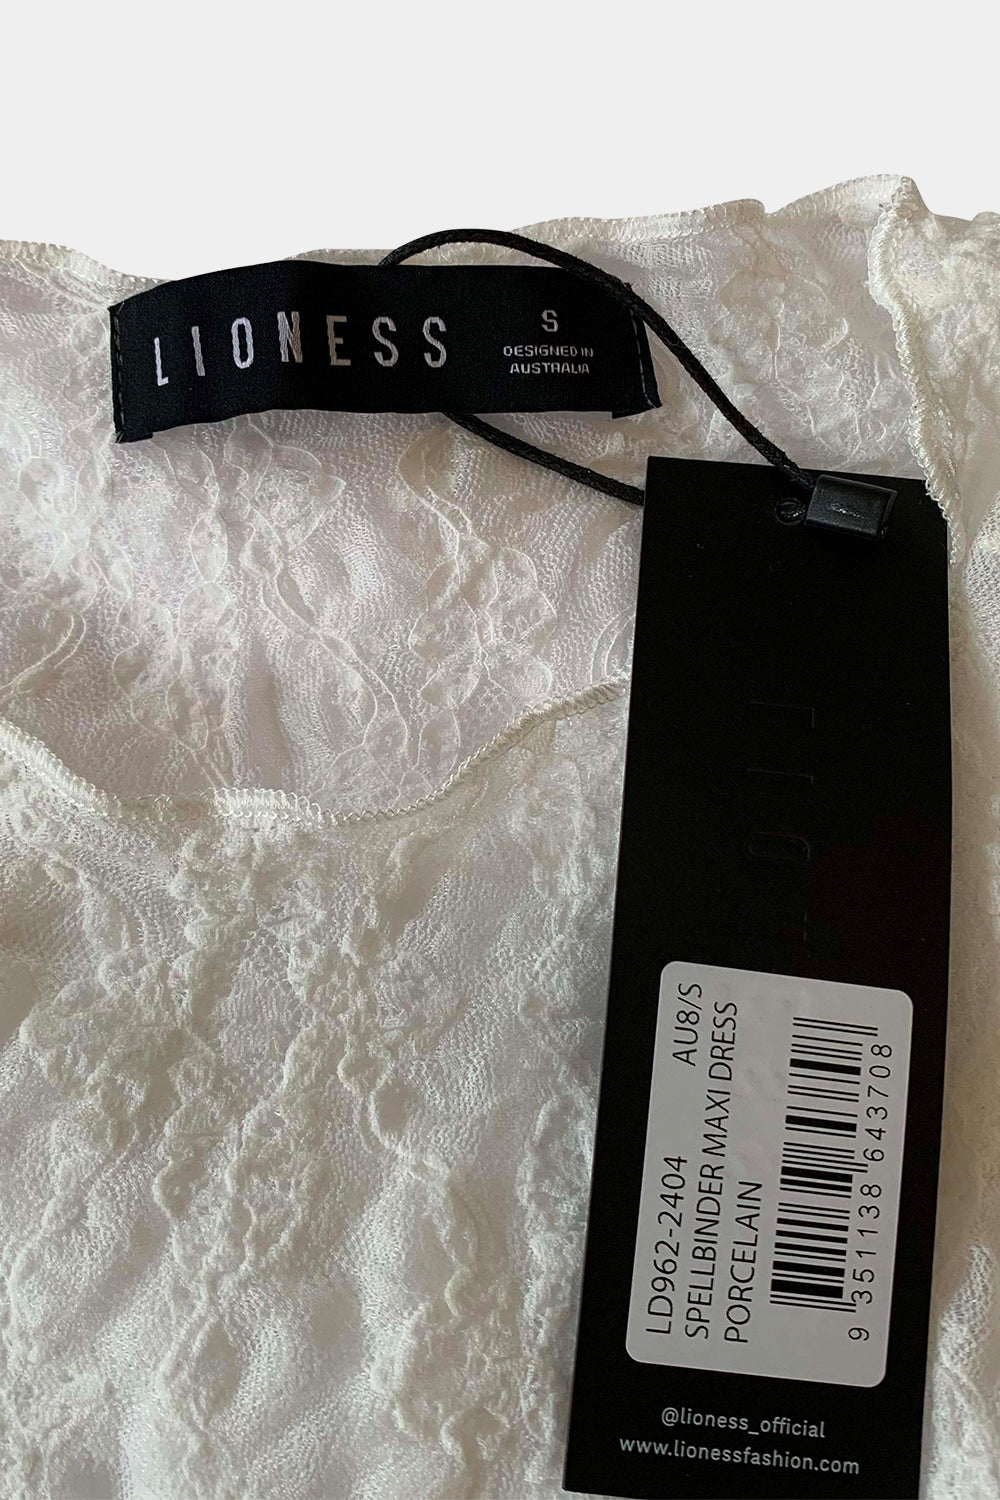 LIONESS
S
DESIGNED IN
AUSTRALIA
LD962-2404
AU8/S
SPELLBINDER MAXI DRESS
PORCELAIN
9 351138 643708
@lioness_official
www.lionessfashion.com